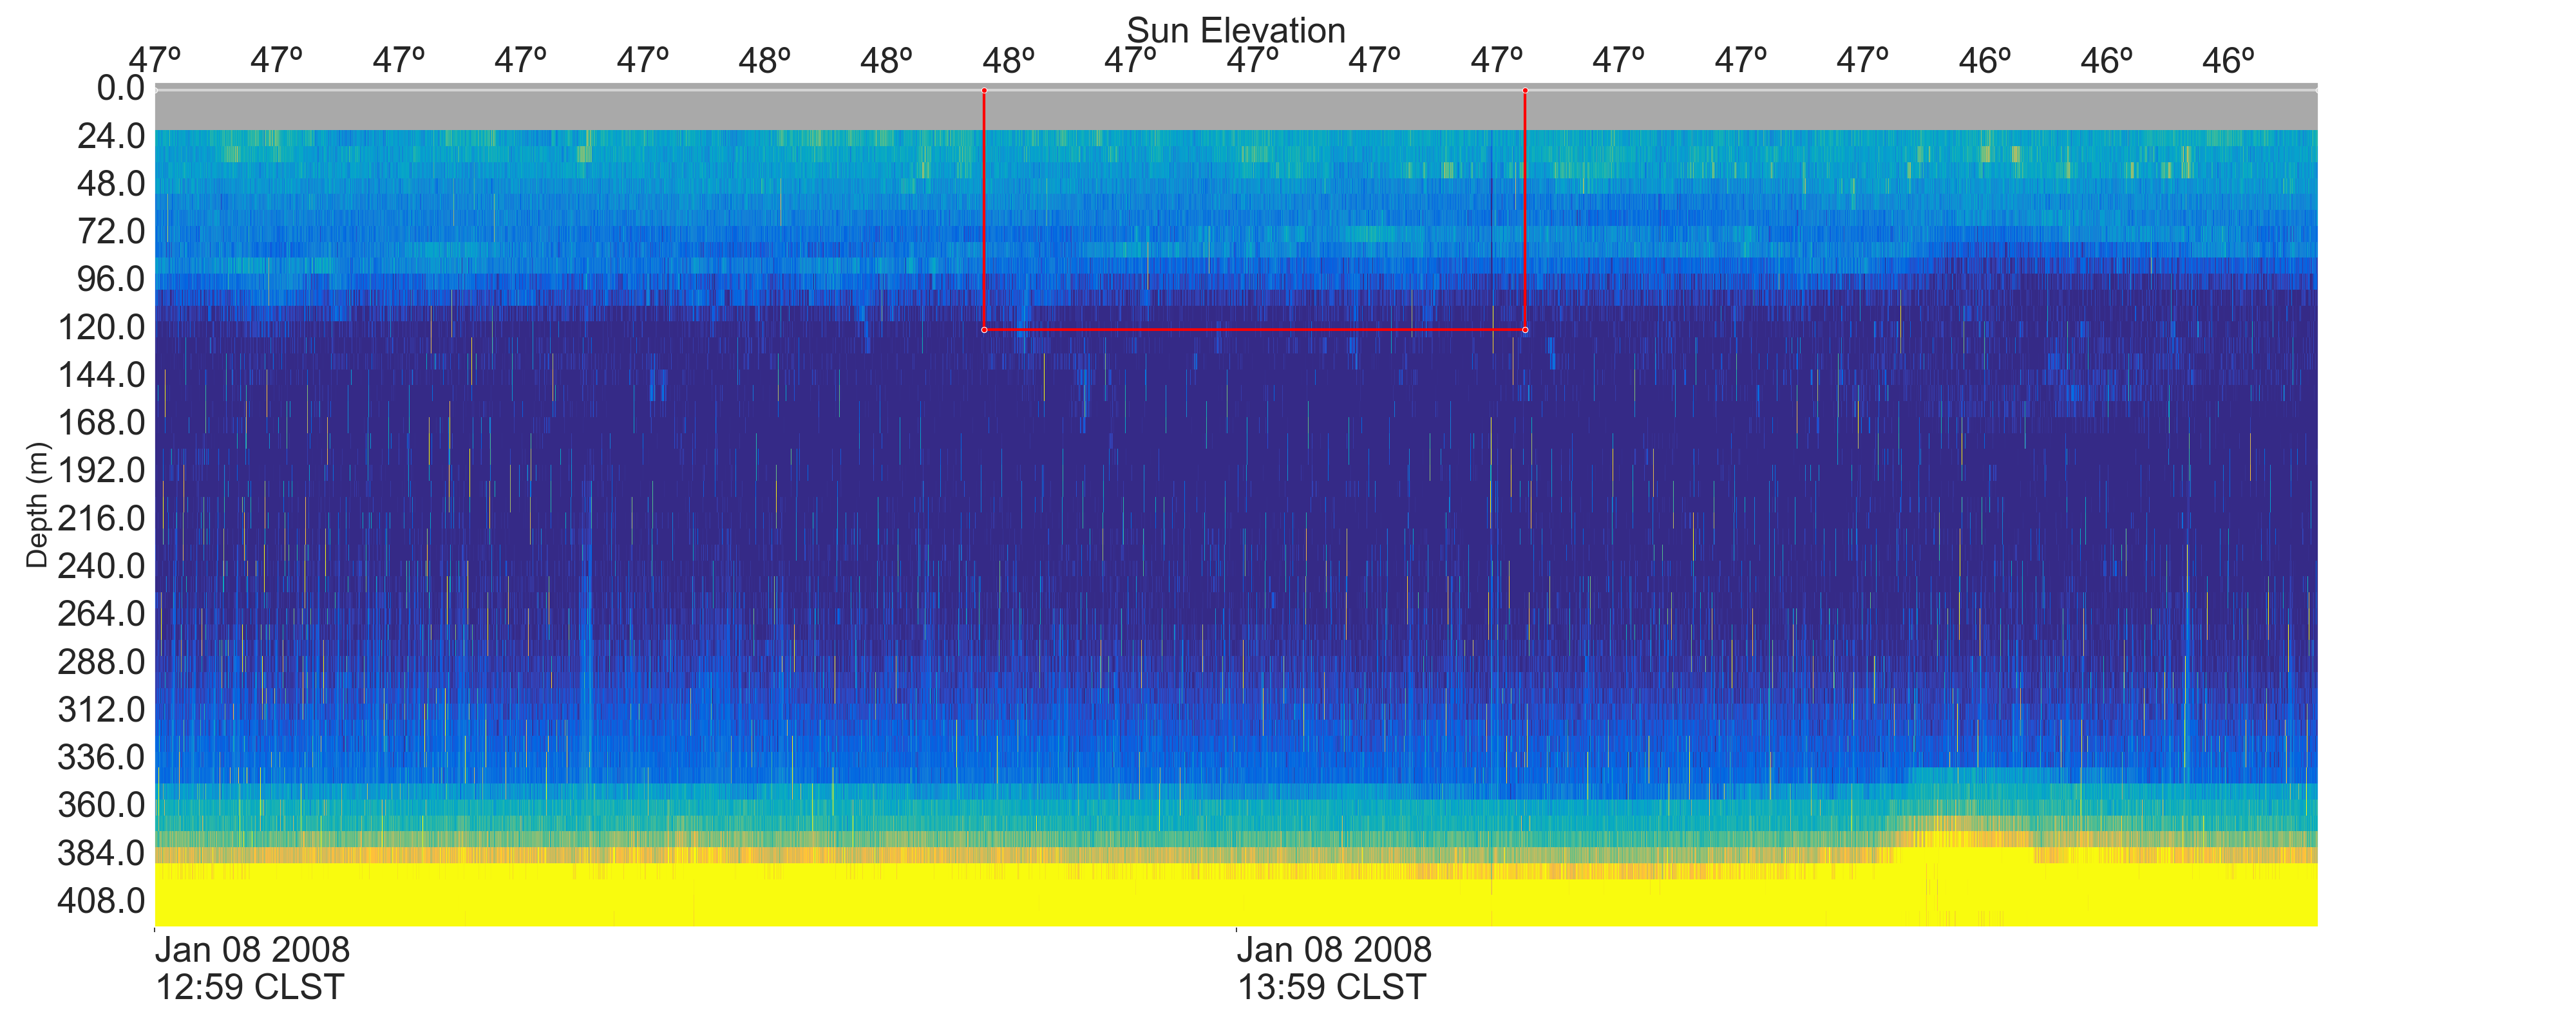 Sun Elevation
47º 47º 47º 47º 47º 48º 48º 48º 47º 47º 47º 47º 47º 47º 47º 46º 46º 46º
0.0
24.0
48.0
72.0
96.0
120.0
144.0
168.0
192.0
216.0
240.0
264.0
288.0
312.0
336.0
360.0
384.0
408.0
Depth (m)
Jan 08 2008
12:59 CLST
Jan 08 2008
13:59 CLST